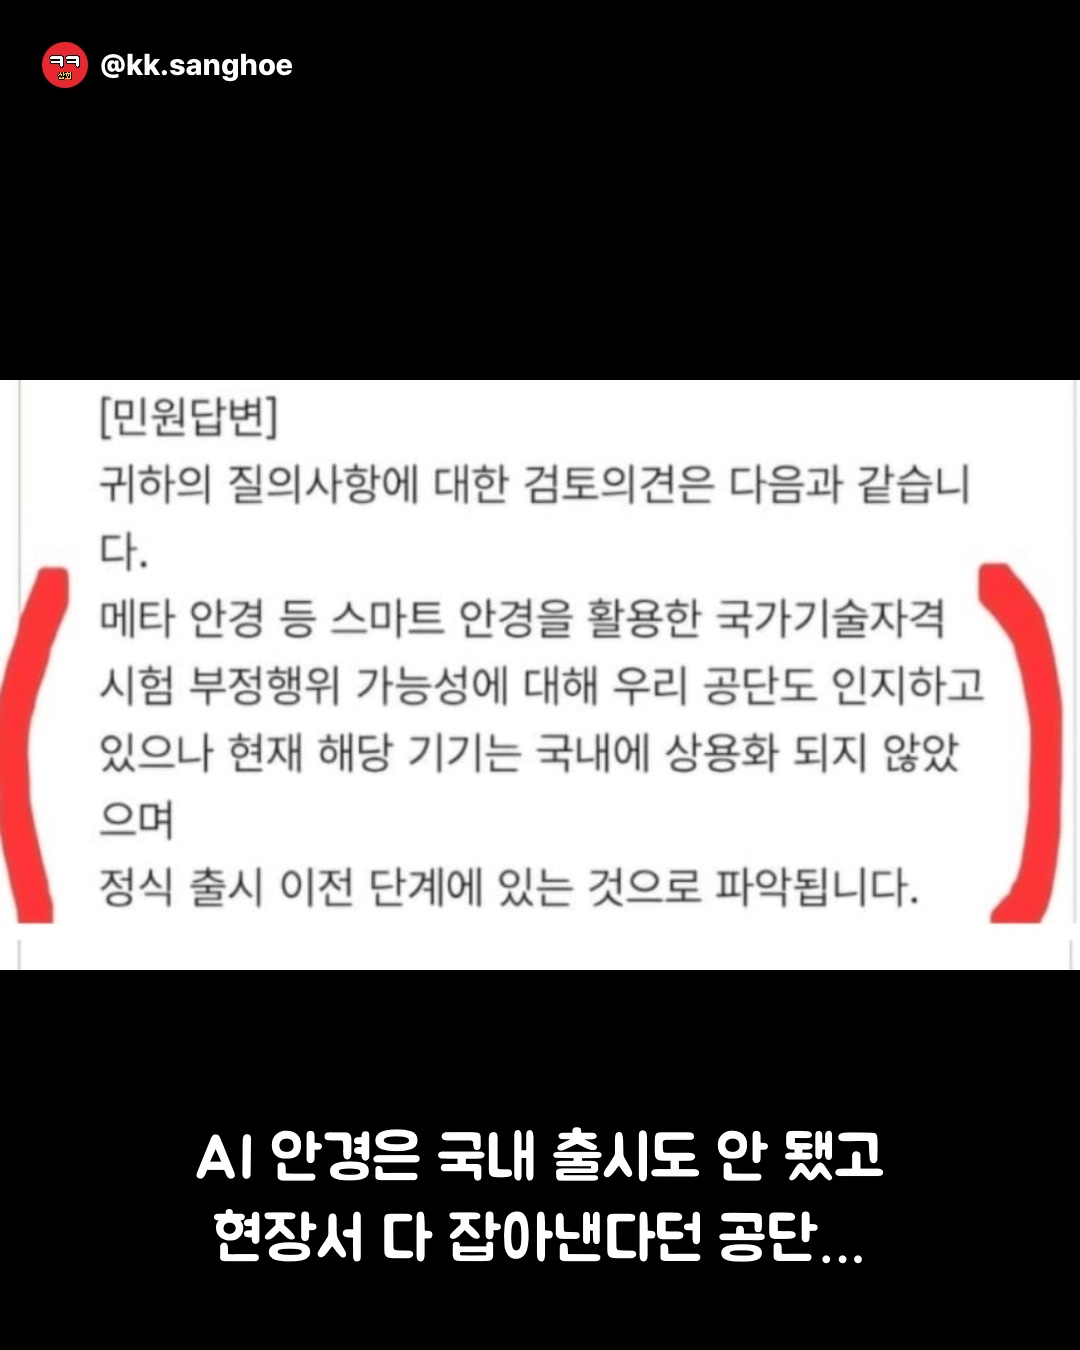 ㅋㅋ
상회
@kk.sanghoe
[민원답변]
귀하의 질의사항에 대한 검토의견은 다음과 같습니
다.
메타 안경 등 스마트 안경을 활용한 국가기술자격
시험 부정행위 가능성에 대해 우리 공단도 인지하고
있으나 현재 해당 기기는 국내에 상용화 되지 않았
으며
정식 출시 이전 단계에 있는 것으로 파악됩니다.
AI 안경은 국내 출시도 안 됐고
현장서 다 잡아낸다던 공단...